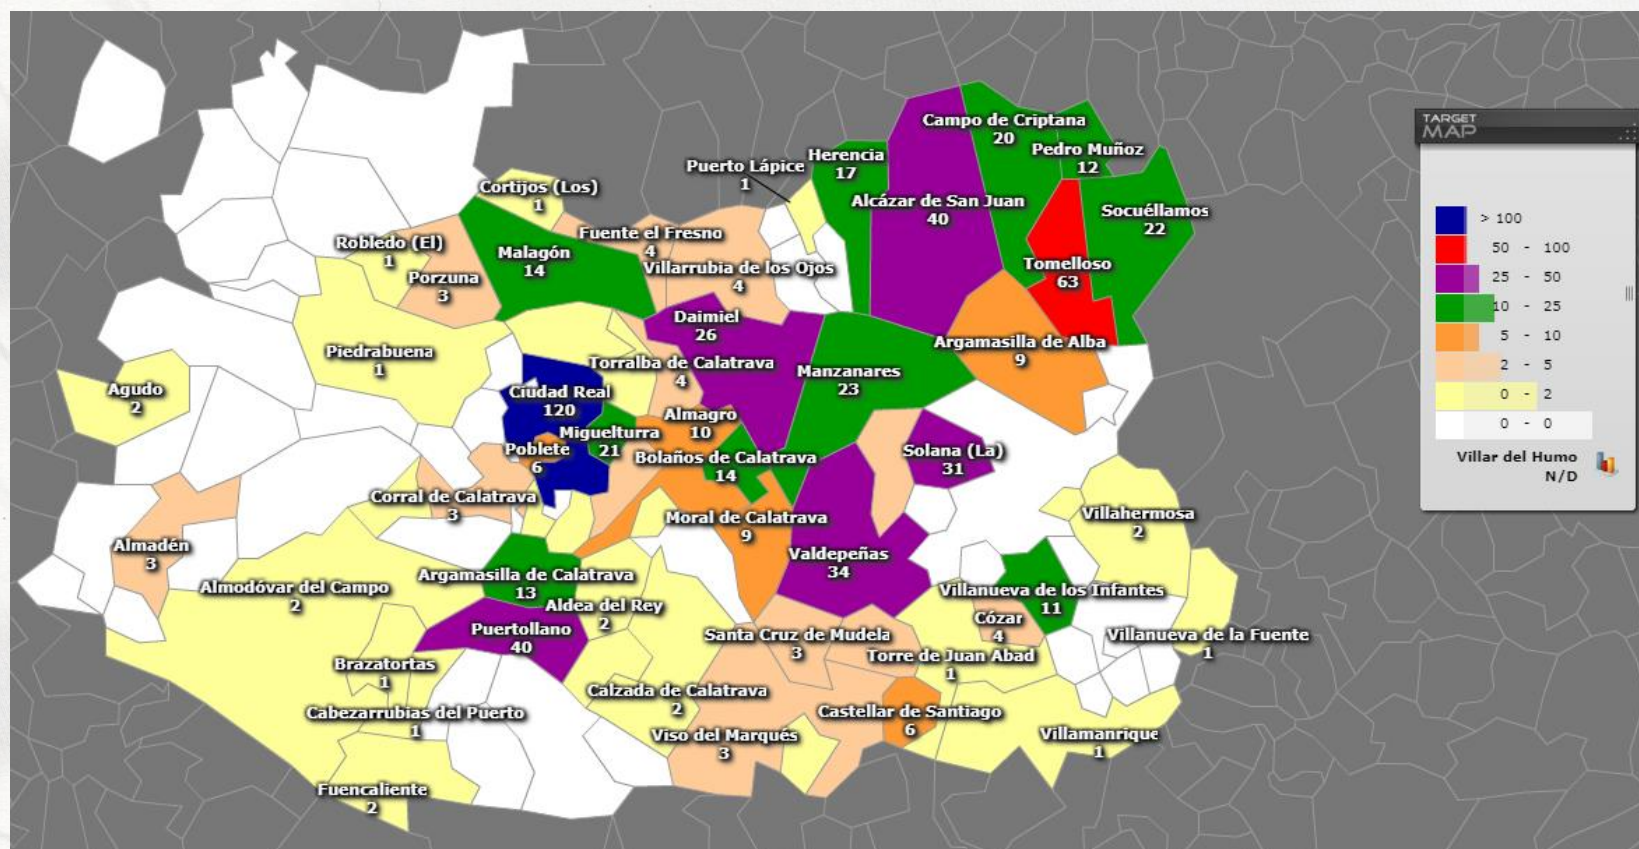 Campo de Criptana
20
Pedro Muñoz
12
Herencia
17
Puerto Lápice
1
Alcázar de San Juan
40
Socuéllamos
22
Cortijos (Los)
1
Fuente el Fresno
4
Robledo (El)
1
Malagón
14
Porzuna
3
Villarrubia de los Ojos
4
Tomelloso
63
Daimiel
26
Argamasilla de Alba
9
Piedrabuena
1
Torralba de Calatrava
4
Manzanares
23
Agudo
2
Ciudad Real
120
Almagro
10
Miguelturra
21
Poblete
6
Bolaños de Calatrava
14
Solana (La)
31
Corral de Calatrava
3
Moral de Calatrava
9
Villahermosa
2
Almadén
3
Valdepeñas
34
Argamasilla de Calatrava
13
Almodóvar del Campo
2
Villanueva de los Infantes
11
Aldea del Rey
2
Cózar
4
Puertollano
40
Santa Cruz de Mudela
3
Villanueva de la Fuente
1
Torre de Juan Abad
1
Brazatortas
1
Calzada de Calatrava
2
Cabezarrubias del Puerto
1
Castellar de Santiago
6
Viso del Marqués
3
Villamanrique
1
Fuencaliente
2
TARGET
MAP
> 100
50 - 100
25 - 50
10 - 25
5 - 10
2 - 5
0 - 2
0 - 0
Villar del Humo
N/D